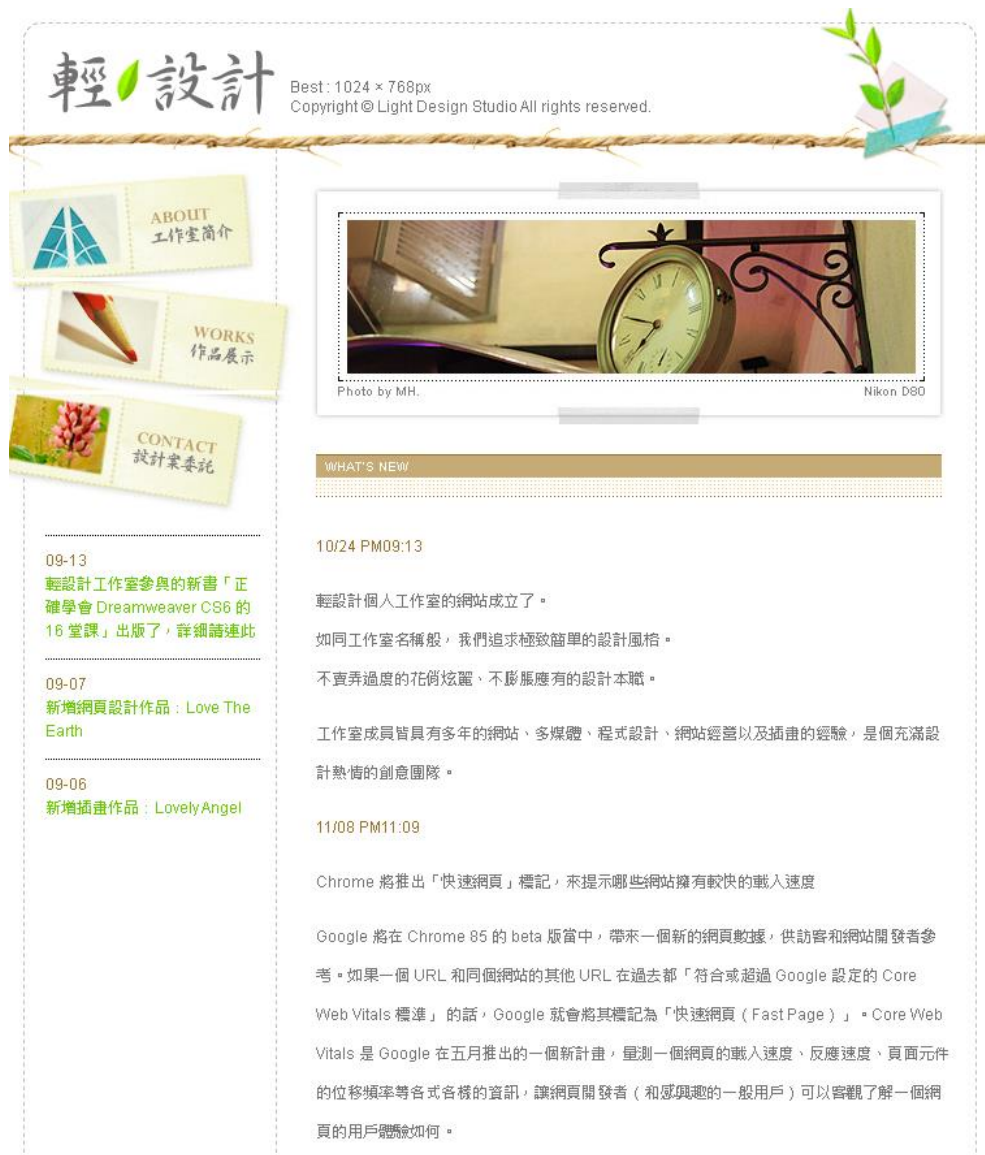 輕設計
Best : 1024 × 768px
Copyright © Light Design Studio All rights reserved.
ABOUT
工作室簡介
WORKS
作品展示
CONTACT
設計案委託
09-13
輕設計工作室參與的新書「正
確學會 Dreamweaver CS6 的
16 堂課」出版了，詳細請連此
09-07
新增網頁設計作品：Love The
Earth
09-06
新增插畫作品：Lovely Angel
Photo by MH.
Nikon D80
WHAT'S NEW
10/24 PM09:13
輕設計個人工作室的網站成立了。
如同工作室名稱般，我們追求極致簡單的設計風格。
不賣弄過度的花俏炫麗、不膨脹應有的設計本職。
工作室成員皆具有多年的網站、多媒體、程式設計、網站經營以及插畫的經驗，是個充滿設
計熱情的創意團隊。
11/08 PM11:09
Chrome 將推出「快速網頁」標記，來提示哪些網站擁有較快的載入速度
Google 將在 Chrome 85 的 beta 版當中，帶來一個新的網頁數據，供訪客和網站開發者參
考。如果一個 URL 和同個網站的其他 URL 在過去都「符合或超過 Google 設定的 Core
Web Vitals 標準」 的話，Google 就會將其標記為「快速網頁（Fast Page）」。Core Web
Vitals 是 Google 在五月推出的一個新計畫，量測一個網頁的載入速度、反應速度、頁面元件
的位移頻率等各式各樣的資訊，讓網頁開發者（和感興趣的一般用戶）可以客觀了解一個網
頁的用戶體驗如何。